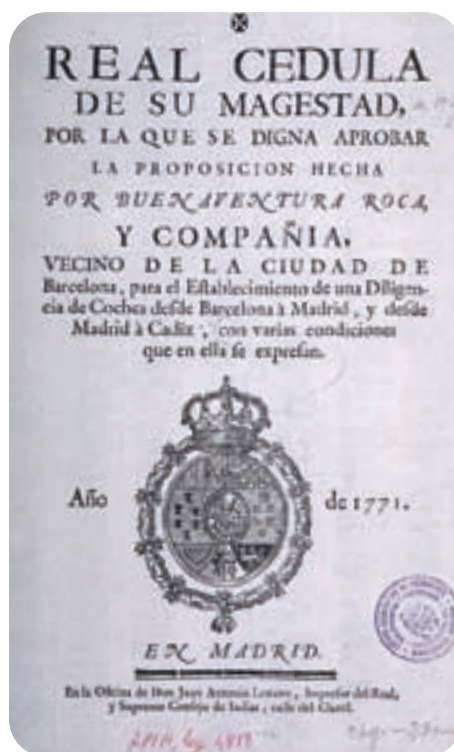 REAL CEDULA
DE SU MAGESTAD,
POR LA QUE SE DIGNA APROBAR
LA PROPOSICION HECHA
POR BUENAVENTURA ROCA,
Y COMPAÑIA,
VECINO DE LA CIUDAD DE
Barcelona, para el Establecimiento de una Diligen-
cia de Coches desde Barcelona à Madrid, y desde
Madrid à Cadiz, con varias condiciones
que en ella se expresan.
Año de 1771.
EN MADRID.
En la Oficina de Don Juan Antonio Lozano, Impresor del Real,
y Supremo Consejo de Indias, calle del Clavel.